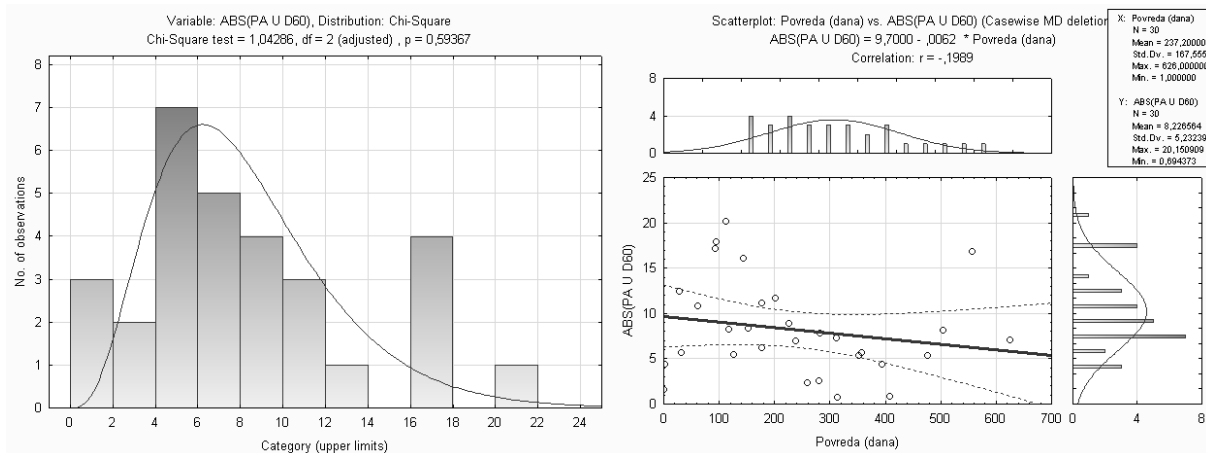 Variable: ABS(PA U D60), Distribution: Chi-Square
Chi-Square test = 1,04286, df = 2 (adjusted) , p = 0,59367
8
7
6
5
4
3
2
1
0
No. of observations
0 2 4 6 8 10 12 14 16 18 20 22 24
Category (upper limits)
Scatterplot: Povreda (dana) vs. ABS(PA U D60) (Casewise MD deletion
ABS(PA U D60) = 9,7000 - ,0062 * Povreda (dana)
Correlation: r = -,1989
X: Povreda (dana)
N = 30
Mean = 237,20000
Std.Dv. = 167,555
Max. = 626,000000
Min. = 1,000000
Y: ABS(PA U D60)
N = 30
Mean = 8,226564
Std.Dv. = 5,23239
Max. = 20,150909
Min. = 0,694373
8
4
0
25
20
15
10
5
0
ABS(PA U D60)
0 100 200 300 400 500 600 700
Povreda (dana)
0 4 8